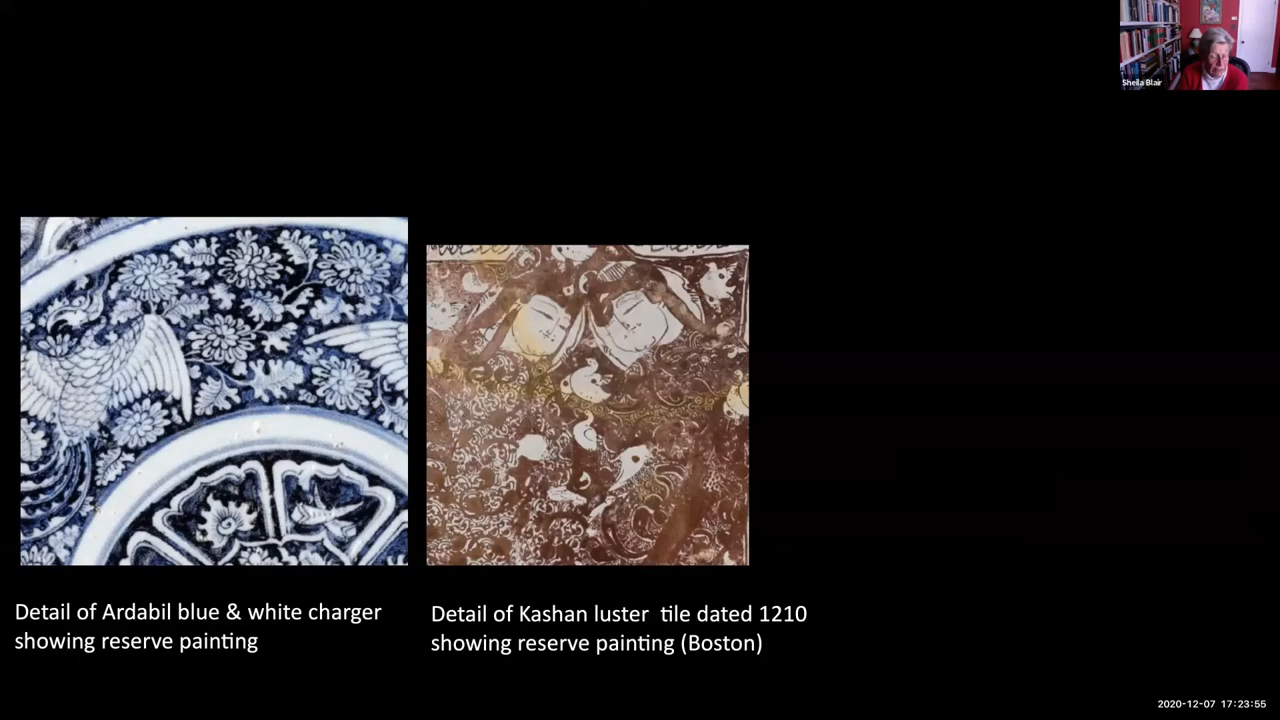 Sheila Blair
Detail of Ardabil blue & white charger
showing reserve painting
Detail of Kashan luster tile dated 1210
showing reserve painting (Boston)
2020-12-07 17:23:55